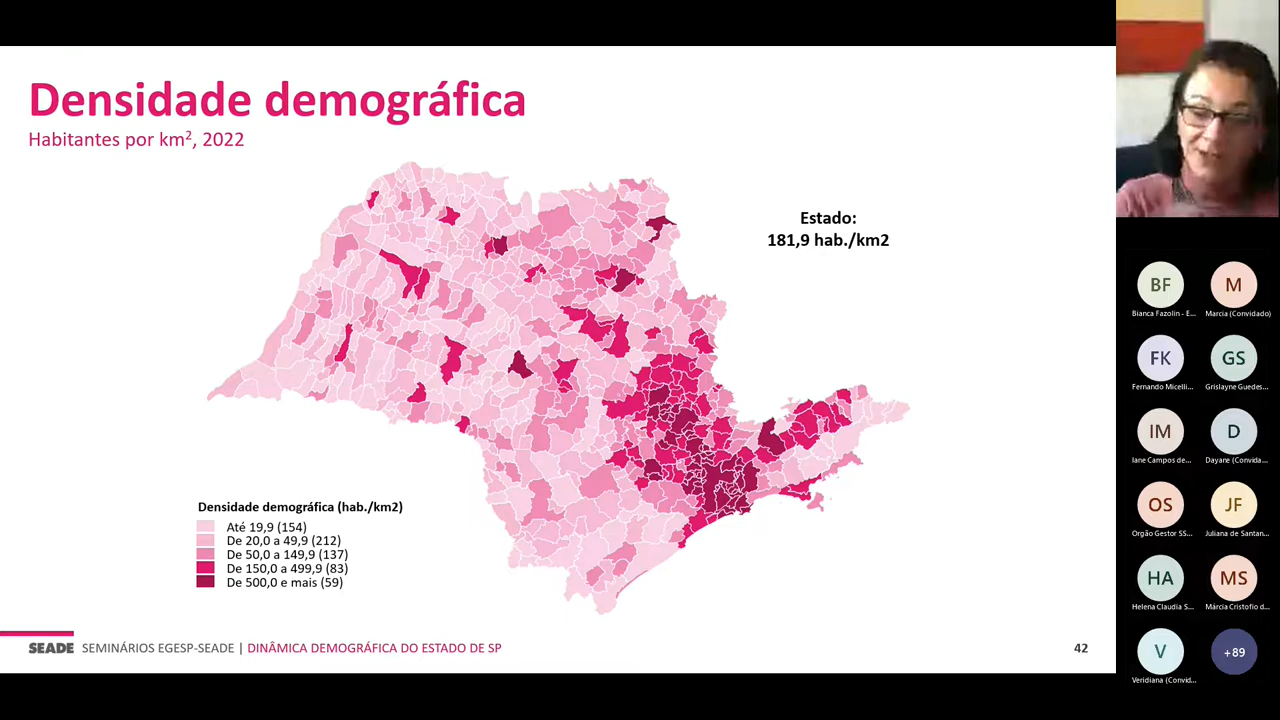 Densidade demográfica
Habitantes por km², 2022
Estado:
181,9 hab./km2
Densidade demográfica (hab./km2)
Até 19,9 (154)
De 20,0 a 49,9 (212)
De 50,0 a 149,9 (137)
De 150,0 a 499,9 (83)
De 500,0 e mais (59)
SEADE SEMINÁRIOS EGESP-SEADE | DINÂMICA DEMOGRÁFICA DO ESTADO DE SP
42
BF
Bianca Fazolin - E...
M
Marcia (Convidado)
FK
Fernando Micelli...
GS
Grislayne Guedes...
IM
Iane Campos de...
D
Dayane (Convida...
OS
Orgão Gestor SS...
JF
Juliana de Santan...
HA
Helena Claudia S...
MS
Márcia Cristofio d...
V
Veridiana (Convid...
+89